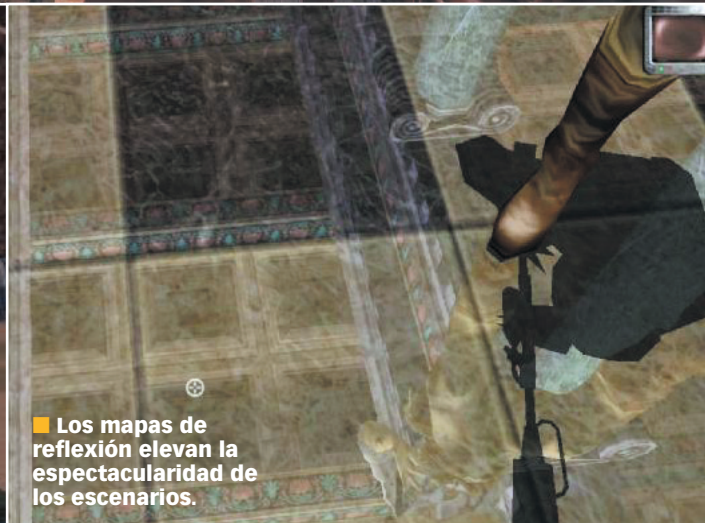 Los mapas de
reflexión elevan la
espectacularidad de
los escenarios.